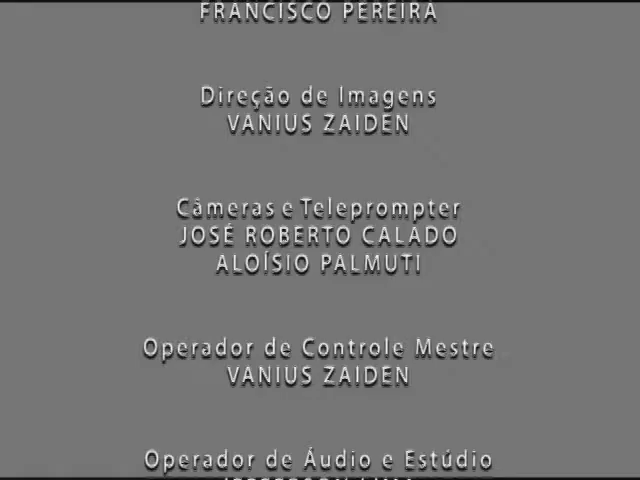 FRANCISCO PEREIRA
Direção de Imagens
VANIUS ZAIDEN
Câmeras e Teleprompter
JOSÉ ROBERTO CALADO
ALOÍSIO PALMUTI
Operador de Controle Mestre
VANIUS ZAIDEN
Operador de Áudio e Estúdio